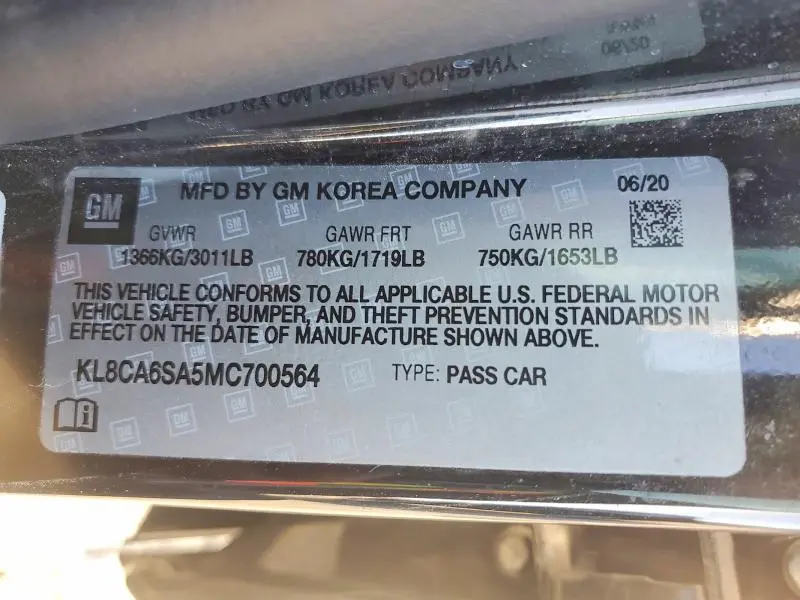 GM
MFD BY GM KOREA COMPANY
06/20
GVWR GAWR FRT GAWR RR
1366KG/3011LB 780KG/1719LB 750KG/1653LB
THIS VEHICLE CONFORMS TO ALL APPLICABLE U.S. FEDERAL MOTOR
VEHICLE SAFETY, BUMPER, AND THEFT PREVENTION STANDARDS IN
EFFECT ON THE DATE OF MANUFACTURE SHOWN ABOVE.
KL8CA6SA5MC700564 TYPE: PASS CAR